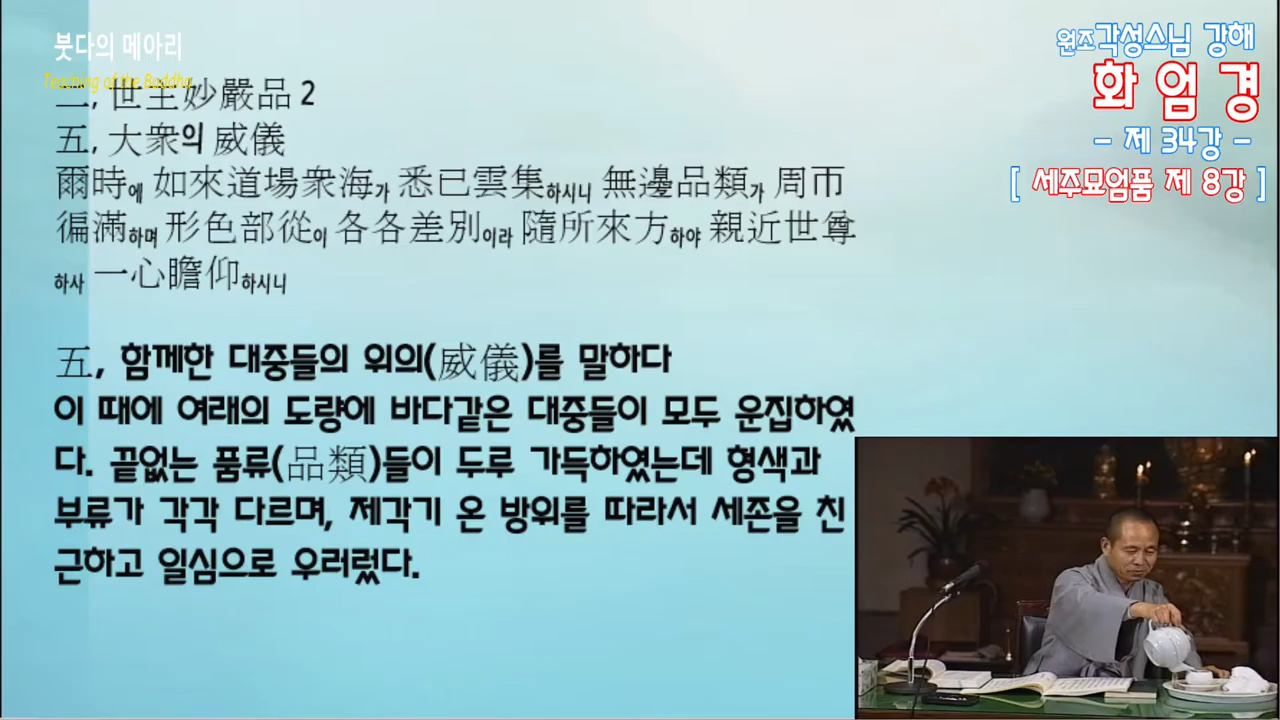 붓다의 메아리
Teaching of the Buddha
二, 世主妙嚴品 2
五, 大衆의 威儀
爾時에 如來道場衆海가 悉已雲集하시니 無邊品類가 周帀
徧滿하며 形色部從이 各各差別이라 隨所來方하야 親近世尊
하사 一心瞻仰하시니
五, 함께한 대중들의 위의(威儀)를 말하다
이 때에 여래의 도량에 바다같은 대중들이 모두 운집하였
다. 끝없는 품류(品類)들이 두루 가득하였는데 형색과
부류가 각각 다르며, 제각기 온 방위를 따라서 세존을 친
근하고 일심으로 우러렀다.
원조각성스님 강해
화엄경
- 제 34강 -
[ 세주묘엄품 제 8강 ]